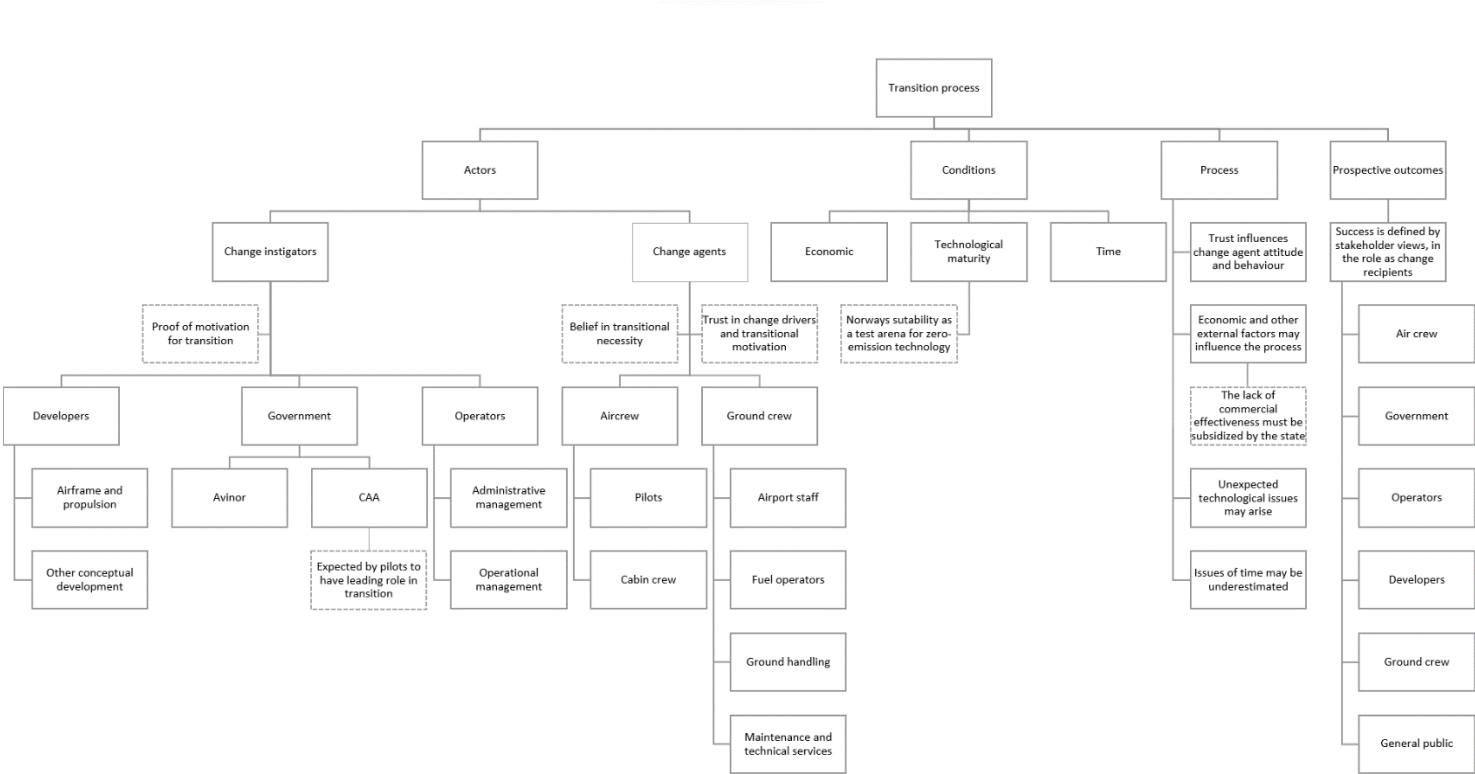 Transition process
Actors
Conditions
Process
Prospective outcomes
Change instigators
Change agents
Economic
Technological
maturity
Time
Trust influences
change agent attitude
and behaviour
Success is defined by
stakeholder views, in
the role as change
recipients
Proof of motivation
for transition
Belief in transitional
necessity
Trust in change drivers
and transitional
motivation
Norways sutability as
a test arena for zero-
emission technology
Economic and other
external factors may
influence the process
Air crew
Developers
Government
Operators
Aircrew
Ground crew
The lack of
commercial
effectiveness must be
subsidized by the state
Government
Airframe and
propulsion
Avinor
CAA
Administrative
management
Pilots
Airport staff
Unexpected
technological issues
may arise
Operators
Other conceptual
development
Expected by pilots to
have leading role in
transition
Operational
management
Cabin crew
Fuel operators
Issues of time may be
underestimated
Developers
Ground handling
Ground crew
Maintenance and
technical services
General public